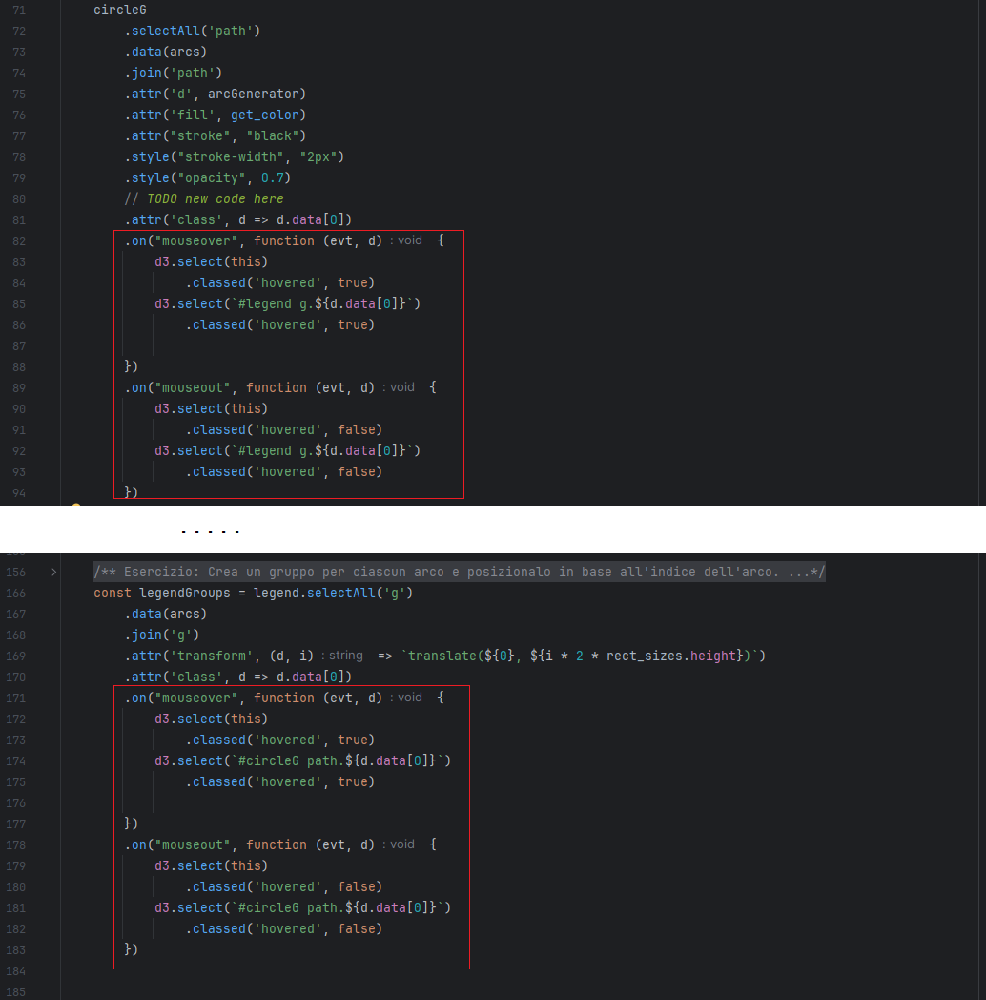 71 circleG
72 .selectAll('path')
73 .data(arcs)
74 .join('path')
75 .attr('d', arcGenerator)
76 .attr('fill', get_color)
77 .attr("stroke", "black")
78 .style("stroke-width", "2px")
79 .style("opacity", 0.7)
80 // TODO new code here
81 .attr('class', d => d.data[0])
82 .on("mouseover", function (evt, d) : void {
83 d3.select(this)
84 .classed('hovered', true)
85 d3.select(`#legend g.${d.data[0]}`)
86 .classed('hovered', true)
87
88 })
89 .on("mouseout", function (evt, d) : void {
90 d3.select(this)
91 .classed('hovered', false)
92 d3.select(`#legend g.${d.data[0]}`)
93 .classed('hovered', false)
94 })
.....
156 /** Esercizio: Crea un gruppo per ciascun arco e posizionalo in base all'indice dell'arco. ...*/
166 const legendGroups = legend.selectAll('g')
167 .data(arcs)
168 .join('g')
169 .attr('transform', (d, i) : string => `translate(${0}, ${i * 2 * rect_sizes.height})`)
170 .attr('class', d => d.data[0])
171 .on("mouseover", function (evt, d) : void {
172 d3.select(this)
173 .classed('hovered', true)
174 d3.select(`#circleG path.${d.data[0]}`)
175 .classed('hovered', true)
176
177 })
178 .on("mouseout", function (evt, d) : void {
179 d3.select(this)
180 .classed('hovered', false)
181 d3.select(`#circleG path.${d.data[0]}`)
182 .classed('hovered', false)
183 })
184
185